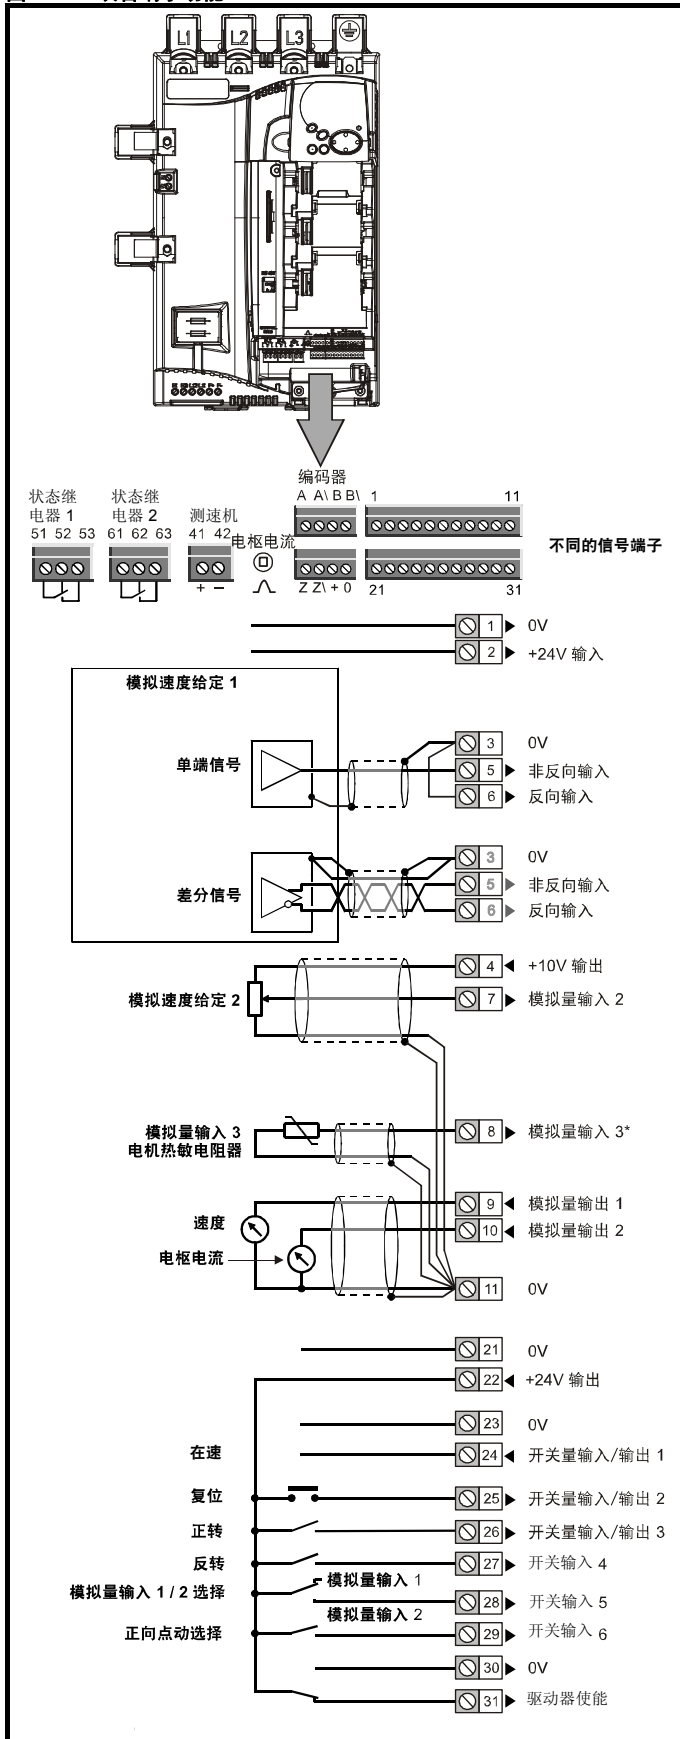 L1 L2 L3
编码器
A A\ B B\ 1 11
状态继电器 1
51 52 53
状态继电器 2
61 62 63
测速机
41 42
+ −
电枢电流
Z Z\ + 0 21 31
不同的信号端子
1 0V
2 +24V 输入
模拟速度给定 1
单端信号
3 0V
5 非反向输入
6 反向输入
差分信号
3 0V
5 非反向输入
6 反向输入
模拟速度给定 2
4 +10V 输出
7 模拟量输入 2
模拟量输入 3
电机热敏电阻器
8 模拟量输入 3*
速度
9 模拟量输出 1
10 模拟量输出 2
电枢电流
11 0V
21 0V
22 +24V 输出
23 0V
在速 24 开关量输入/输出 1
复位 25 开关量输入/输出 2
正转 26 开关量输入/输出 3
反转 27 开关输入 4
模拟量输入 1 / 2 选择 模拟量输入 1
28 开关输入 5
模拟量输入 2
正向点动选择 29 开关输入 6
30 0V
31 驱动器使能